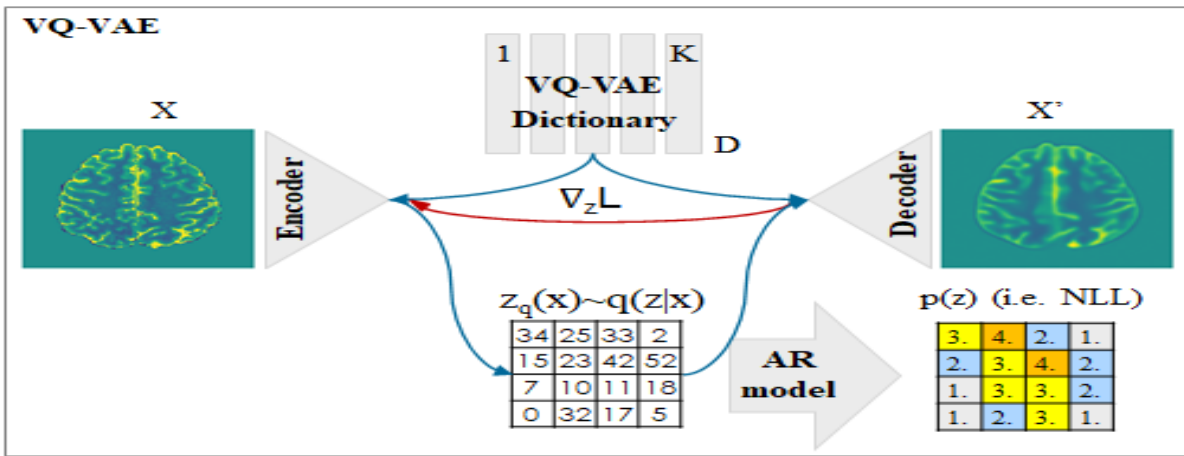 VQ-VAE
1 K
VQ-VAE
Dictionary
D
X
X'
Encoder
Decoder
∇zL
zq(x)~q(z|x)
34 25 33 2
15 23 42 52
7 10 11 18
0 32 17 5
AR
model
p(z) (i.e. NLL)
3. 4. 2. 1.
2. 3. 4. 2.
1. 3. 3. 2.
1. 2. 3. 1.